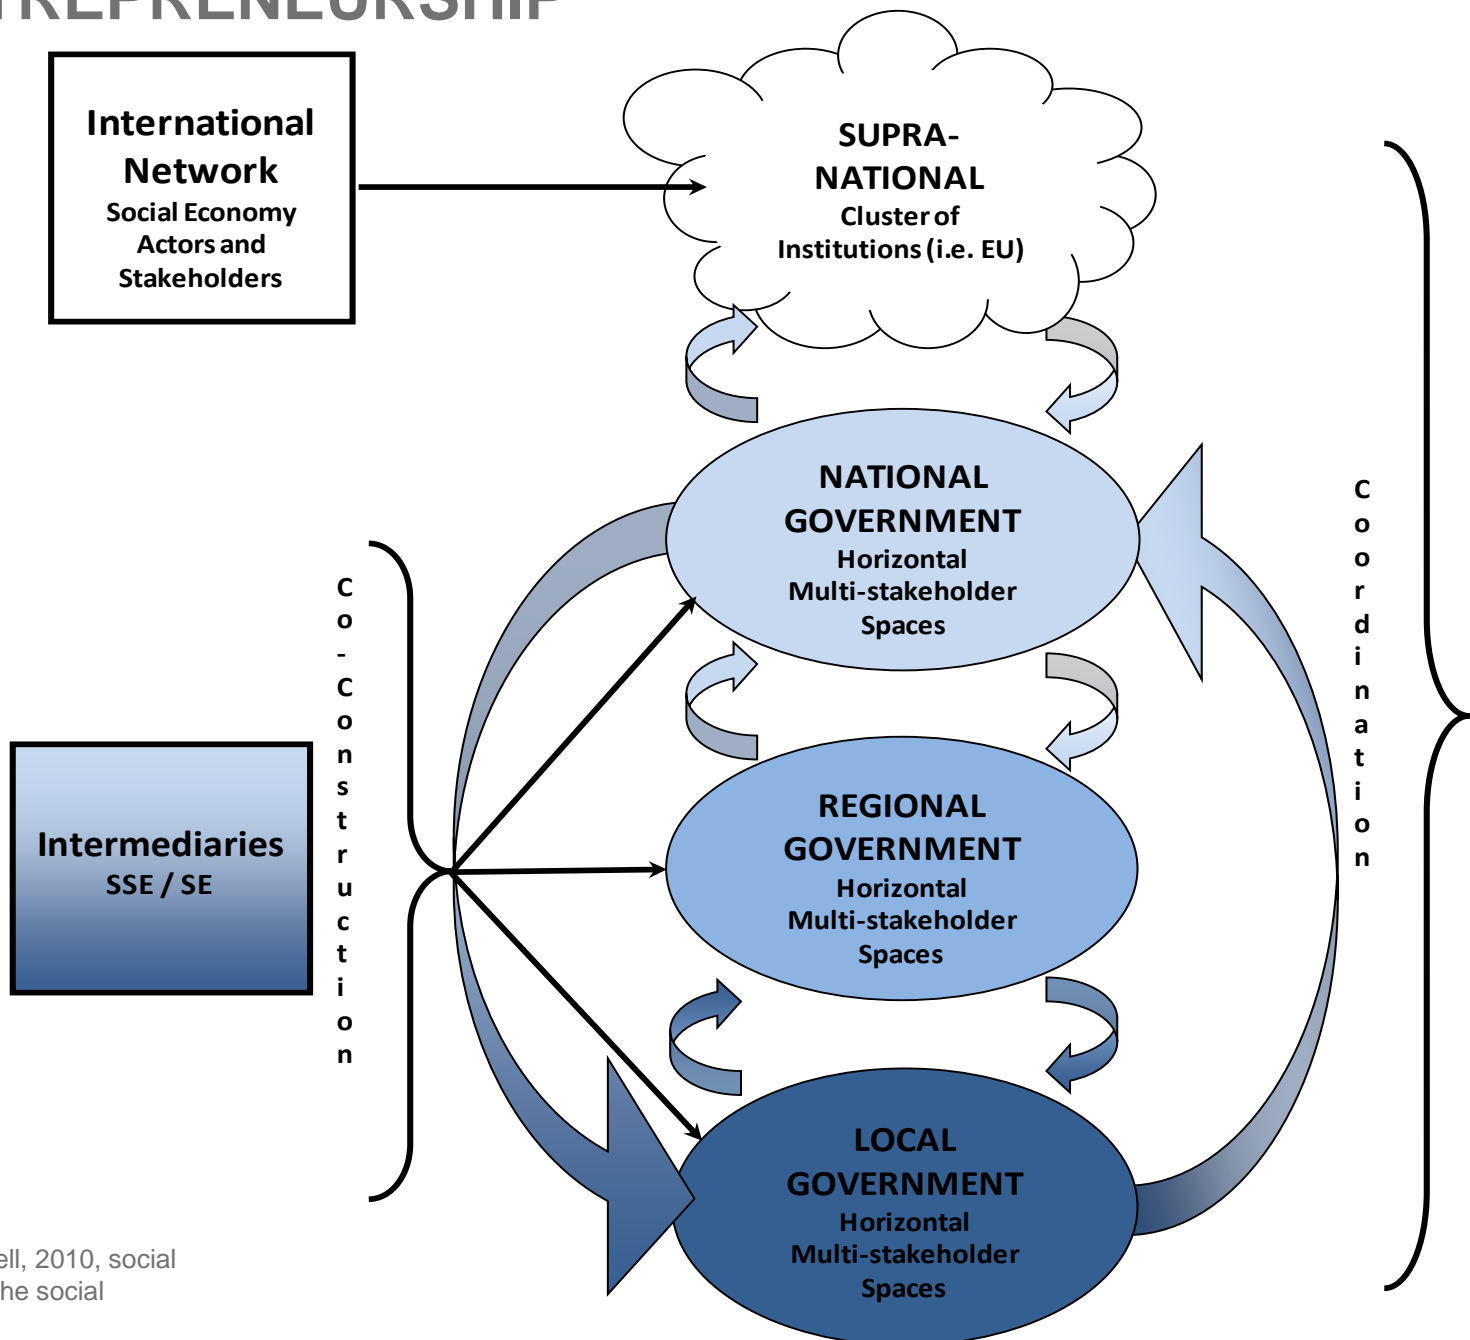 TREPRENEURSHIP
International
Network
Social Economy
Actors and
Stakeholders
SUPRA-
NATIONAL
Cluster of
Institutions (i.e. EU)
NATIONAL
GOVERNMENT
Horizontal
Multi-stakeholder
Spaces
Co-Construction
Coordination
Intermediaries
SSE / SE
REGIONAL
GOVERNMENT
Horizontal
Multi-stakeholder
Spaces
LOCAL
GOVERNMENT
Horizontal
Multi-stakeholder
Spaces
ell, 2010, social
he social